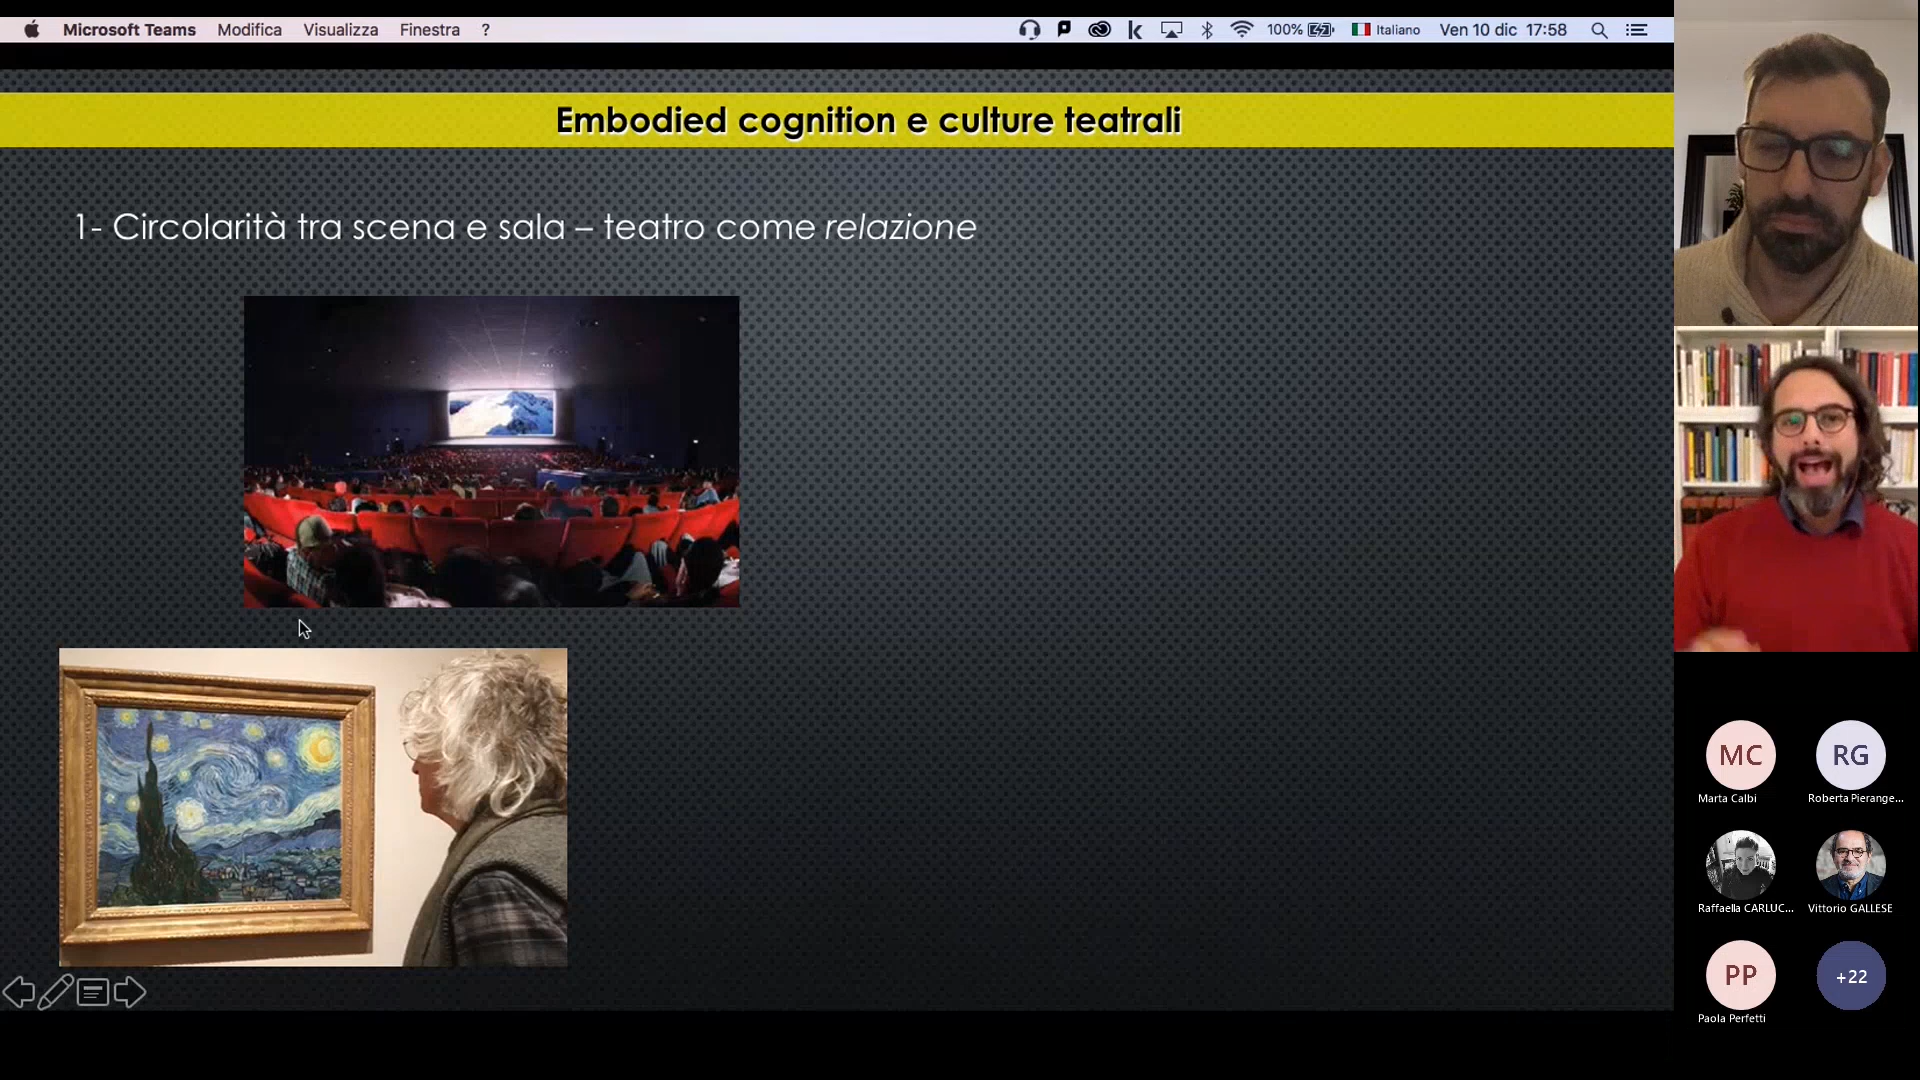 Microsoft Teams Modifica Visualizza Finestra ? 100% Italiano Ven 10 dic 17:58
Embodied cognition e culture teatrali
1- Circolarità tra scena e sala – teatro come relazione
MC
Marta Calbi
RG
Roberta Pierange...
Raffaella CARLUC...
Vittorio GALLESE
PP
Paola Perfetti
+22